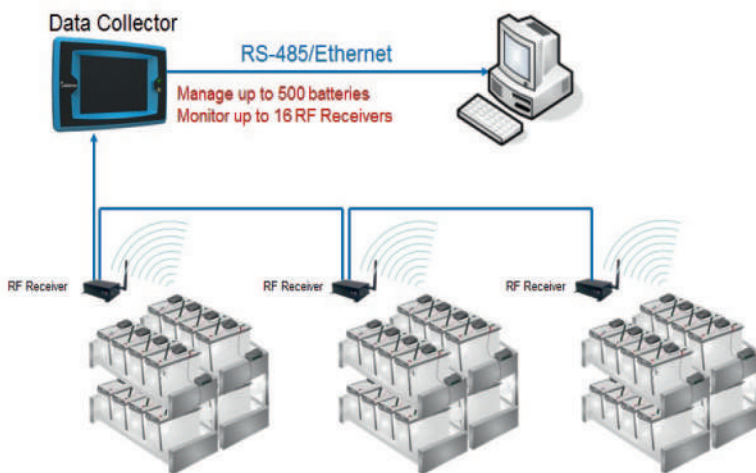 Data Collector
RS-485/Ethernet
Manage up to 500 batteries
Monitor up to 16 RF Receivers
RF Receiver
RF Receiver
RF Receiver